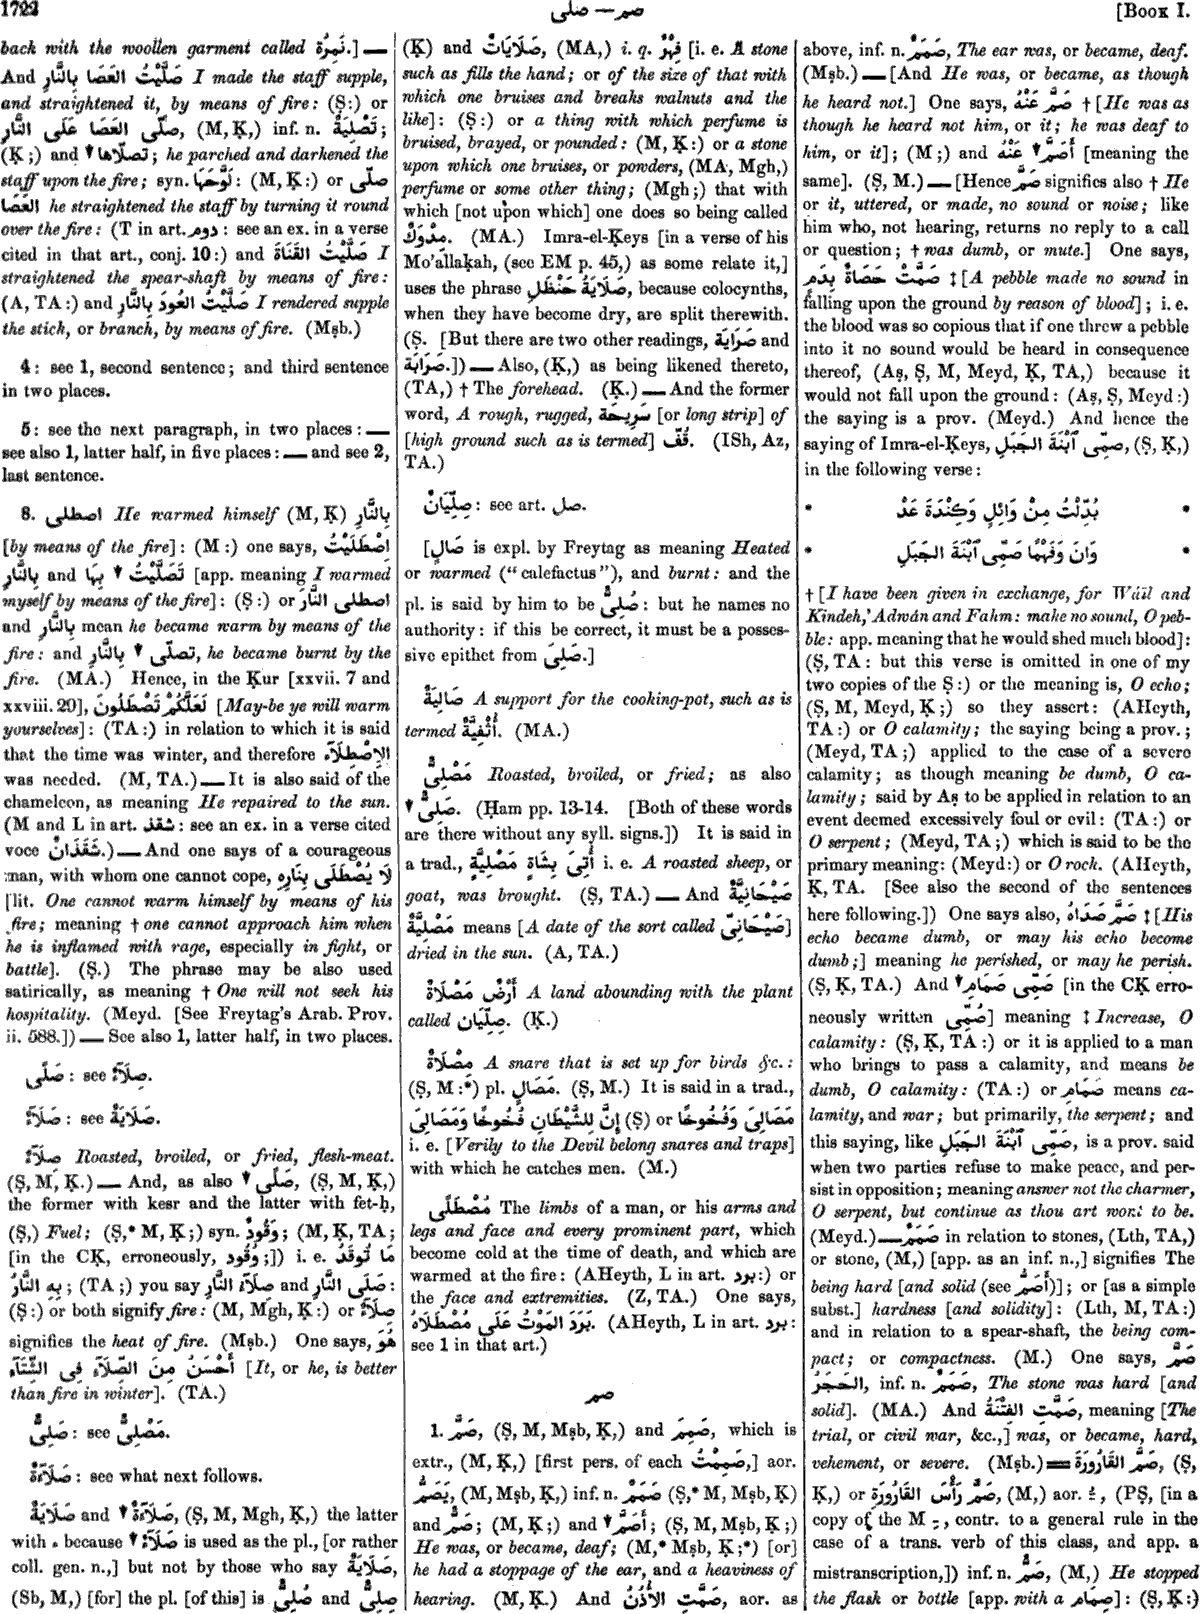 1722
صلى — صم
[Book I.
back with the woollen garment called نَمِرَة.] —
And صَلَّيْتُ العَصَا بِالنَّارِ I made the staff supple,
and straightened it, by means of fire: (Ṣ:) or
صلّى العَصَا عَلَى النَّارِ, (M, Ḳ,) inf. n. تَصْلِيَةٌ;
(Ḳ;) and ▼ تصلّاها; he parched and darkened the
staff upon the fire; syn. لَوَّحَهَا: (M, Ḳ:) or صلّى
العَصَا he straightened the staff by turning it round
over the fire: (T in art. دوم: see an ex. in a verse
cited in that art., conj. 10:) and صَلَّيْتُ القَنَاةَ I
straightened the spear-shaft by means of fire:
(A, TA:) and صَلَّيْتُ العُودَ بِالنَّارِ I rendered supple
the stick, or branch, by means of fire. (Mṣb.)
4: see 1, second sentence; and third sentence
in two places.
5: see the next paragraph, in two places: —
see also 1, latter half, in five places: — and see 2,
last sentence.
8. اصطلى He warmed himself (M, Ḳ) بِالنَّارِ
[by means of the fire]: (M:) one says, اِصْطَلَيْتُ
بِالنَّارِ and تَصَلَّيْتُ ▼ بِهَا [app. meaning I warmed
myself by means of the fire]: (Ṣ:) or اصطلى النَّارَ
and بِالنَّارِ mean he became warm by means of the
fire: and تصلّى ▼ بِالنَّارِ, he became burnt by the
fire. (MA.) Hence, in the Ḳur [xxvii. 7 and
xxviii. 29], لَعَلَّكُمْ تَصْطَلُونَ [May-be ye will warm
yourselves]: (TA:) in relation to which it is said
that the time was winter, and therefore الاِصْطِلَآءُ
was needed. (M, TA.) — It is also said of the
chameleon, as meaning He repaired to the sun.
(M and L in art. شقذ: see an ex. in a verse cited
voce شَقَذَانٌ.) — And one says of a courageous
man, with whom one cannot cope, لَا يُصْطَلَى بِنَارِهِ
[lit. One cannot warm himself by means of his
fire; meaning † one cannot approach him when
he is inflamed with rage, especially in fight, or
battle]. (Ṣ.) The phrase may be also used
satirically, as meaning † One will not seek his
hospitality. (Meyd. [See Freytag's Arab. Prov.
ii. 588.]) — See also 1, latter half, in two places.
صَلًى: see صِلَآءٌ.
صَلَآءٌ: see صَلَايَةٌ.
صِلَآءٌ Roasted, broiled, or fried, flesh-meat.
(Ṣ, M, Ḳ.) — And, as also ▼ صَلًى, (Ṣ, M, Ḳ,)
the former with kesr and the latter with fet-ḥ,
(Ṣ,) Fuel; (Ṣ,* M, Ḳ;) syn. وَقُودٌ; (M, Ḳ, TA;
[in the CḲ, erroneously, وُقُود;]) i. e. مَا تُوقَدُ
بِهِ النَّارُ; (TA;) you say صِلَآءُ النَّارِ and صَلَى النَّارِ:
(Ṣ:) or both signify fire: (M, Mgh, Ḳ:) or صِلَآءٌ
signifies the heat of fire. (Mṣb.) One says, هُوَ
أَحْسَنُ مِنَ الصِّلَآءِ فِى الشِّتَآءِ [It, or he, is better
than fire in winter]. (TA.)
صَلِىٌّ: see مَصْلِىٌّ.
صَلَآءَةٌ: see what next follows.
صَلَايَةٌ and ▼ صَلَآءَةٌ, (Ṣ, M, Mgh, Ḳ,) the latter
with ء because ▼ صَلَآءٌ is used as the pl., [or rather
coll. gen. n.,] but not by those who say صَلَايَةٌ,
(Sb, M,) [for] the pl. [of this] is صُلِىٌّ and صِلِىٌّ
(Ḳ) and صَلَايَاتٌ, (MA,) i. q. فِهْرٌ [i. e. A stone
such as fills the hand; or of the size of that with
which one bruises and breaks walnuts and the
like]: (Ṣ:) or a thing with which perfume is
bruised, brayed, or pounded: (M, Ḳ:) or a stone
upon which one bruises, or powders, (MA, Mgh,)
perfume or some other thing; (Mgh;) that with
which [not upon which] one does so being called
مِدْوَكٌ. (MA.) Imra-el-Ḳeys [in a verse of his
Mo'allaḳah, (see EM p. 45,) as some relate it,]
uses the phrase صَلَايَةُ حَنْظَلِ, because colocynths,
when they have become dry, are split therewith.
(Ṣ. [But there are two other readings, صَرَايَة and
صَرَابَة.]) — Also, (Ḳ,) as being likened thereto,
(TA,) † The forehead. (Ḳ.) — And the former
word, A rough, rugged, سَرِيحَة [or long strip] of
[high ground such as is termed] قُفّ. (ISh, Az,
TA.)
صِلِّيَانٌ: see art. صل.
[صَالٍ is expl. by Freytag as meaning Heated
or warmed ("calefactus"), and burnt: and the
pl. is said by him to be صُلِىٌّ: but he names no
authority: if this be correct, it must be a posses-
sive epithet from صَلِىَ.]
صَالِيَةٌ A support for the cooking-pot, such as is
termed أُثْفِيَّةٌ. (MA.)
مَصْلِىٌّ Roasted, broiled, or fried; as also
▼ صَلِىٌّ. (Ḥam pp. 13-14. [Both of these words
are there without any syll. signs.]) It is said in
a trad., أُتِىَ بِشَاةٍ مَصْلِيَّةٍ i. e. A roasted sheep, or
goat, was brought. (Ṣ, TA.) — And صَيْحَانِيَّةٌ
مَصْلِيَّةٌ means [A date of the sort called صَيْحَانِىّ]
dried in the sun. (A, TA.)
أَرْضٌ مَصْلَاةٌ A land abounding with the plant
called صِلِّيَان. (Ḳ.)
مِصْلَاةٌ A snare that is set up for birds &c.:
(Ṣ, M:*) pl. مَصَالٍ. (Ṣ, M.) It is said in a trad.,
إِنَّ لِلشَّيْطَانِ فُخُوخًا وَمَصَالِىَ (Ṣ) or مَصَالِىَ وَفُخُوخًا
i. e. [Verily to the Devil belong snares and traps]
with which he catches men. (M.)
مُصْطَلًى The limbs of a man, or his arms and
legs and face and every prominent part, which
become cold at the time of death, and which are
warmed at the fire: (AHeyth, L in art. برد:) or
the face and extremities. (Z, TA.) One says,
بَرَدَ المَوْتُ عَلَى مُصْطَلَاهُ. (AHeyth, L in art. برد:
see 1 in that art.)
صم
1. صَمَّ, (Ṣ, M, Mṣb, Ḳ,) and صَمِمَ, which is
extr., (M, Ḳ,) [first pers. of each صَمِمْتُ,] aor.
يَصَمُّ, (M, Mṣb, Ḳ,) inf. n. صَمَمٌ (Ṣ,* M, Mṣb, Ḳ)
and صَمٌّ; (M, Ḳ;) and ▼ أَصَمَّ; (Ṣ, M, Mṣb, Ḳ;)
He was, or became, deaf; (M,* Mṣb, Ḳ;*) [or]
he had a stoppage of the ear, and a heaviness of
hearing. (M, Ḳ.) And صَمَّتِ الأُذُنُ, aor. as
above, inf. n. صَمَمٌ, The ear was, or became, deaf.
(Mṣb.) — [And He was, or became, as though
he heard not.] One says, صَمَّ عَنْهُ † [He was as
though he heard not him, or it; he was deaf to
him, or it]; (M;) and أَصَمَّ ▼ عَنْهُ [meaning the
same]. (Ṣ, M.) — [Hence صَمَّ signifies also † He
or it, uttered, or made, no sound or noise; like
him who, not hearing, returns no reply to a call
or question; † was dumb, or mute.] One says,
صَمَّتْ حَصَاةٌ بِدَمٍ ‡ [A pebble made no sound in
falling upon the ground by reason of blood]; i. e.
the blood was so copious that if one threw a pebble
into it no sound would be heard in consequence
thereof, (Aṣ, Ṣ, M, Meyd, Ḳ, TA,) because it
would not fall upon the ground: (Aṣ, Ṣ, Meyd:)
the saying is a prov. (Meyd.) And hence the
saying of Imra-el-Ḳeys, صَمِّى ٱبْنَةَ الجَبَلِ, (Ṣ, Ḳ,)
in the following verse:
* بُدِّلْتُ مِنْ وَائِلٍ وَكِنْدَةَ عَدْ *
* وَانَ وَفَهْمًا صَمِّى ٱبْنَةَ الجَبَلِ *
† [I have been given in exchange, for Wáïl and
Kindeh, 'Adwán and Fahm: make no sound, O peb-
ble: app. meaning that he would shed much blood]:
(Ṣ, TA: but this verse is omitted in one of my
two copies of the Ṣ:) or the meaning is, O echo;
(Ṣ, M, Meyd, Ḳ;) so they assert: (AHeyth,
TA:) or O calamity; the saying being a prov.;
(Meyd, TA;) applied to the case of a severe
calamity; as though meaning be dumb, O ca-
lamity; said by Aṣ to be applied in relation to an
event deemed excessively foul or evil: (TA:) or
O serpent; (Meyd, TA;) which is said to be the
primary meaning: (Meyd:) or O rock. (AHeyth,
Ḳ, TA. [See also the second of the sentences
here following.]) One says also, صَمَّ صَدَاهُ ‡ [His
echo became dumb, or may his echo become
dumb;] meaning he perished, or may he perish.
(Ṣ, Ḳ, TA.) And صَمِّى صَمَامِ ▼ [in the CḲ erro-
neously written صُمِّى] meaning ‡ Increase, O
calamity: (Ṣ, Ḳ, TA:) or it is applied to a man
who brings to pass a calamity, and means be
dumb, O calamity: (TA:) or صَمَامِ means ca-
lamity, and war; but primarily, the serpent; and
this saying, like صَمِّى ٱبْنَةَ الجَبَلِ, is a prov. said
when two parties refuse to make peace, and per-
sist in opposition; meaning answer not the charmer,
O serpent, but continue as thou art wont to be.
(Meyd.) — صَمَمٌ in relation to stones, (Lth, TA,)
or stone, (M,) [app. as an inf. n.,] signifies The
being hard [and solid (see أَصَمُّ)]; or [as a simple
subst.] hardness [and solidity]: (Lth, M, TA:)
and in relation to a spear-shaft, the being com-
pact; or compactness. (M.) One says, صَمَّ
الحَجَرُ, inf. n. صَمَمٌ, The stone was hard [and
solid]. (MA.) And صَمَّتِ الفِتْنَةُ, meaning [The
trial, or civil war, &c.,] was, or became, hard,
vehement, or severe. (Mṣb.) = صَمَّ القَارُورَةَ, (Ṣ,
Ḳ,) or صَمَّ رَأْسَ القَارُورَةِ, (M,) aor. ـُ, (PṢ, [in a
copy of the M ـِ, contr. to a general rule in the
case of a trans. verb of this class, and app. a
mistranscription,]) inf. n. صَمٌّ, (M,) He stopped
the flask or bottle [app. with a صِمَام]: (Ṣ, Ḳ:)